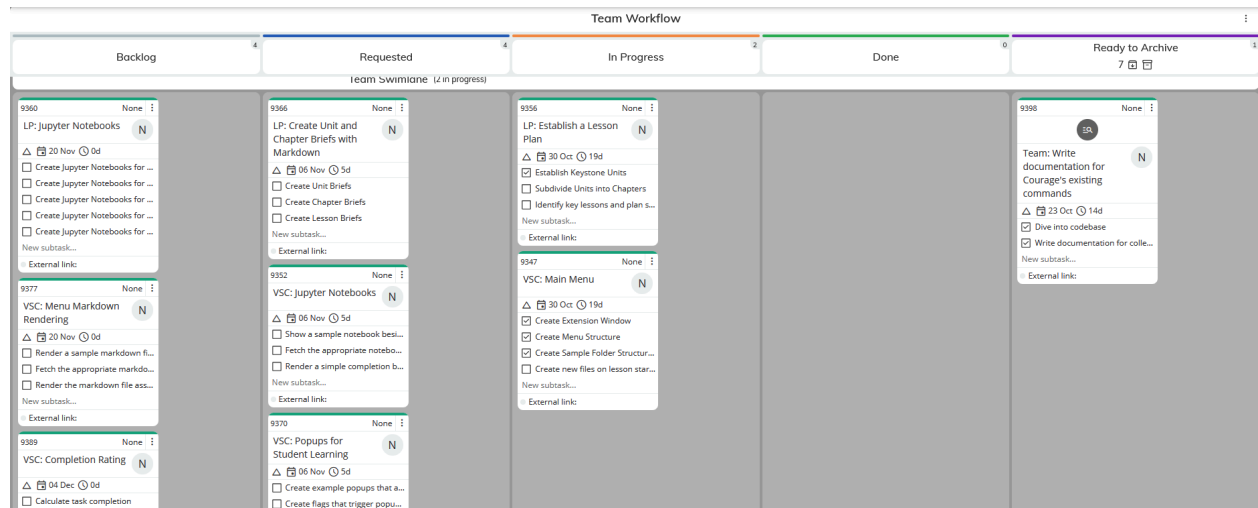 Team Workflow
Backlog
4
Requested
4
In Progress
2
Done
0
Ready to Archive
1
7
Team Swimlane (2 in progress)
9360 None
LP: Jupyter Notebooks
N
20 Nov 0d
Create Jupyter Notebooks for ...
Create Jupyter Notebooks for ...
Create Jupyter Notebooks for ...
Create Jupyter Notebooks for ...
Create Jupyter Notebooks for ...
New subtask...
External link:
9377 None
VSC: Menu Markdown
Rendering
N
20 Nov 0d
Render a sample markdown fi...
Fetch the appropriate markdo...
Render the markdown file ass...
New subtask...
External link:
9389 None
VSC: Completion Rating
N
04 Dec 0d
Calculate task completion
9366 None
LP: Create Unit and
Chapter Briefs with
Markdown
N
06 Nov 5d
Create Unit Briefs
Create Chapter Briefs
Create Lesson Briefs
New subtask...
External link:
9352 None
VSC: Jupyter Notebooks
N
06 Nov 5d
Show a sample notebook besi...
Fetch the appropriate notebo...
Render a simple completion b...
New subtask...
External link:
9370 None
VSC: Popups for
Student Learning
N
06 Nov 5d
Create example popups that a...
Create flags that trigger popu...
9356 None
LP: Establish a Lesson
Plan
N
30 Oct 19d
Establish Keystone Units
Subdivide Units into Chapters
Identify key lessons and plan s...
New subtask...
External link:
9347 None
VSC: Main Menu
N
30 Oct 19d
Create Extension Window
Create Menu Structure
Create Sample Folder Structur...
Create new files on lesson star...
New subtask...
External link:
9398 None
Team: Write
documentation for
Courage's existing
commands
N
23 Oct 14d
Dive into codebase
Write documentation for colle...
New subtask...
External link: